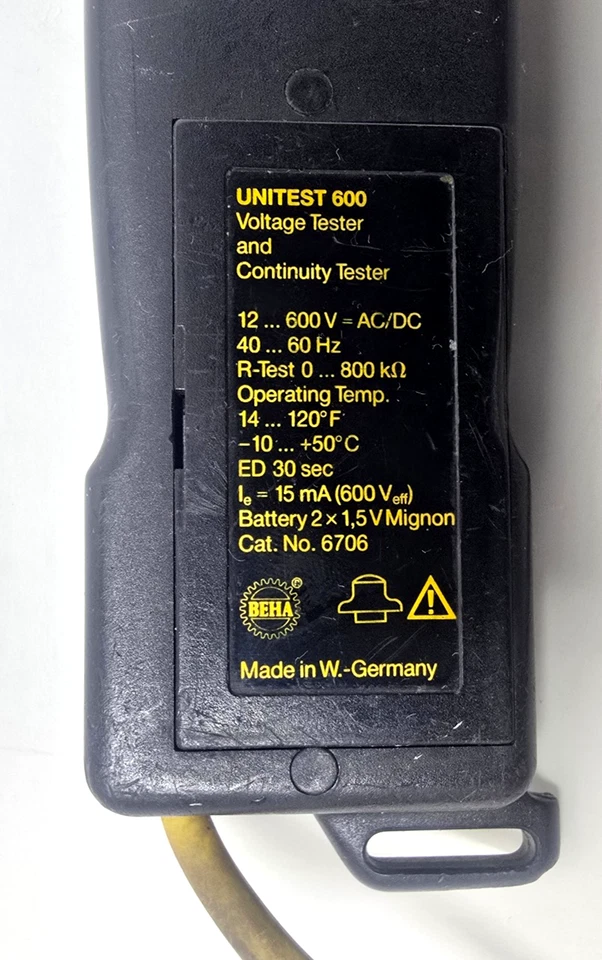 UNITEST 600
Voltage Tester
and
Continuity Tester
12 ... 600 V = AC/DC
40 ... 60 Hz
R-Test 0 ... 800 kΩ
Operating Temp.
14 ... 120°F
−10 ... +50°C
ED 30 sec
Ie = 15 mA (600 Veff)
Battery 2 × 1,5 V Mignon
Cat. No. 6706
BEHA ®
Made in W.-Germany